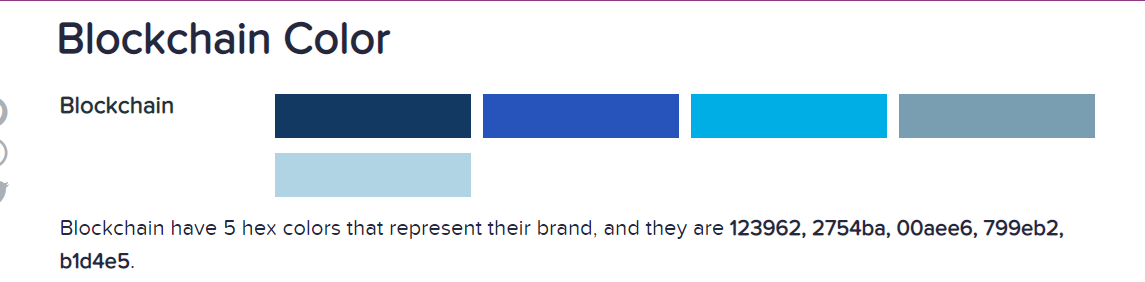 Blockchain Color
Blockchain
Blockchain have 5 hex colors that represent their brand, and they are 123962, 2754ba, 00aee6, 799eb2,
b1d4e5.